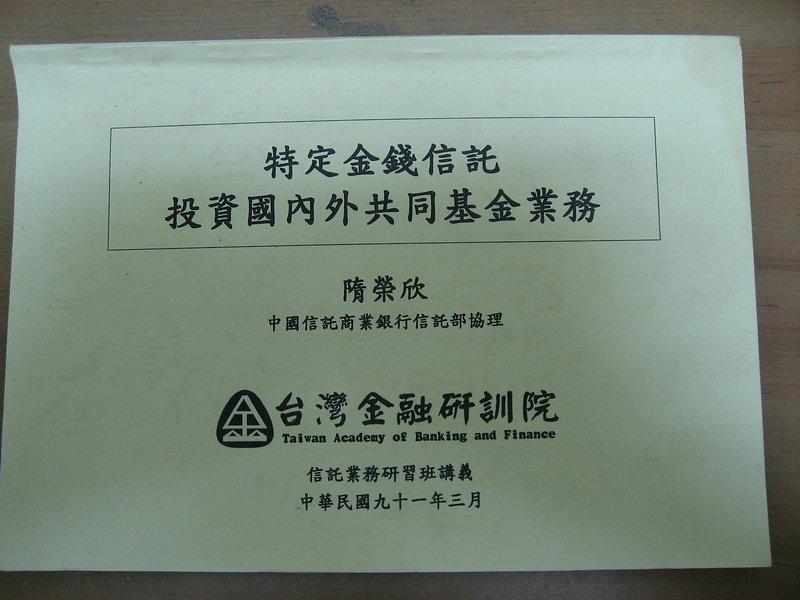 特定金錢信託
投資國內外共同基金業務
隋榮欣
中國信託商業銀行信託部協理
台灣金融研訓院
Taiwan Academy of Banking and Finance
信託業務研習班講義
中華民國九十一年三月